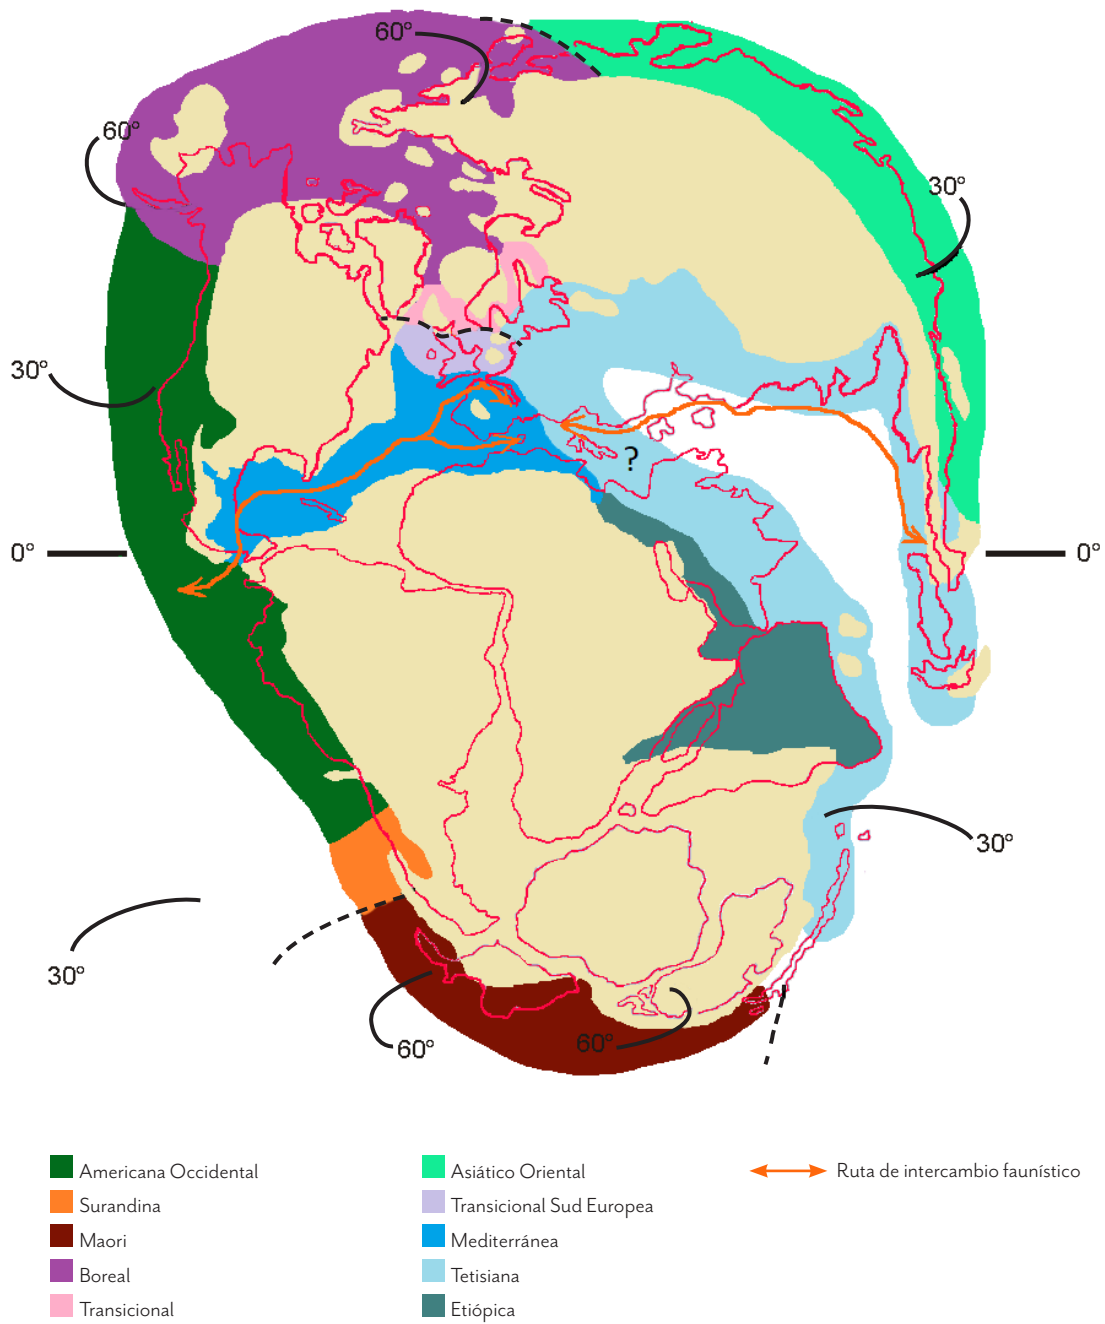 60°
60°
30°
30°
?
0°
0°
30°
30°
60°
60°
Americana Occidental
Surandina
Maori
Boreal
Transicional
Asiático Oriental
Transicional Sud Europea
Mediterránea
Tetisiana
Etiópica
Ruta de intercambio faunístico